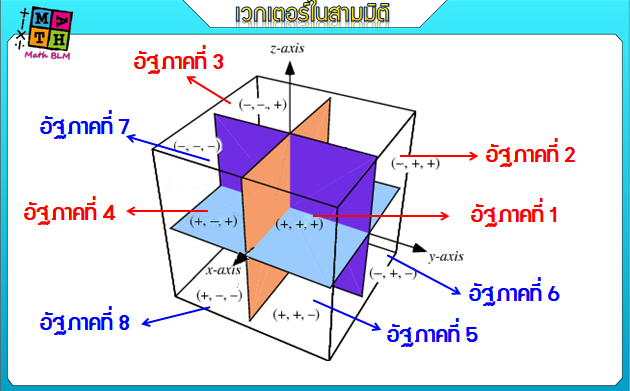 เวกเตอร์ในสามมิติ
+ MA
×÷ TH
Math BLM
z-axis
อัฐภาคที่ 3
(−, −, +)
อัฐภาคที่ 7
(−, −, −)
(−, +, +)
อัฐภาคที่ 2
อัฐภาคที่ 4
(+, −, +)
(+, +, +)
อัฐภาคที่ 1
y-axis
x-axis
(−, +, −)
อัฐภาคที่ 6
(+, −, −)
(+, +, −)
อัฐภาคที่ 8
อัฐภาคที่ 5